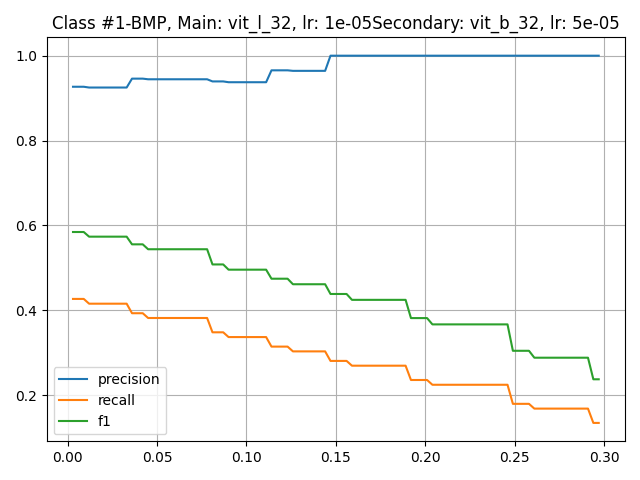 Class #1-BMP, Main: vit_l_32, lr: 1e-05Secondary: vit_b_32, lr: 5e-05
1.0
0.8
0.6
0.4
0.2
precision
recall
f1
0.00 0.05 0.10 0.15 0.20 0.25 0.30